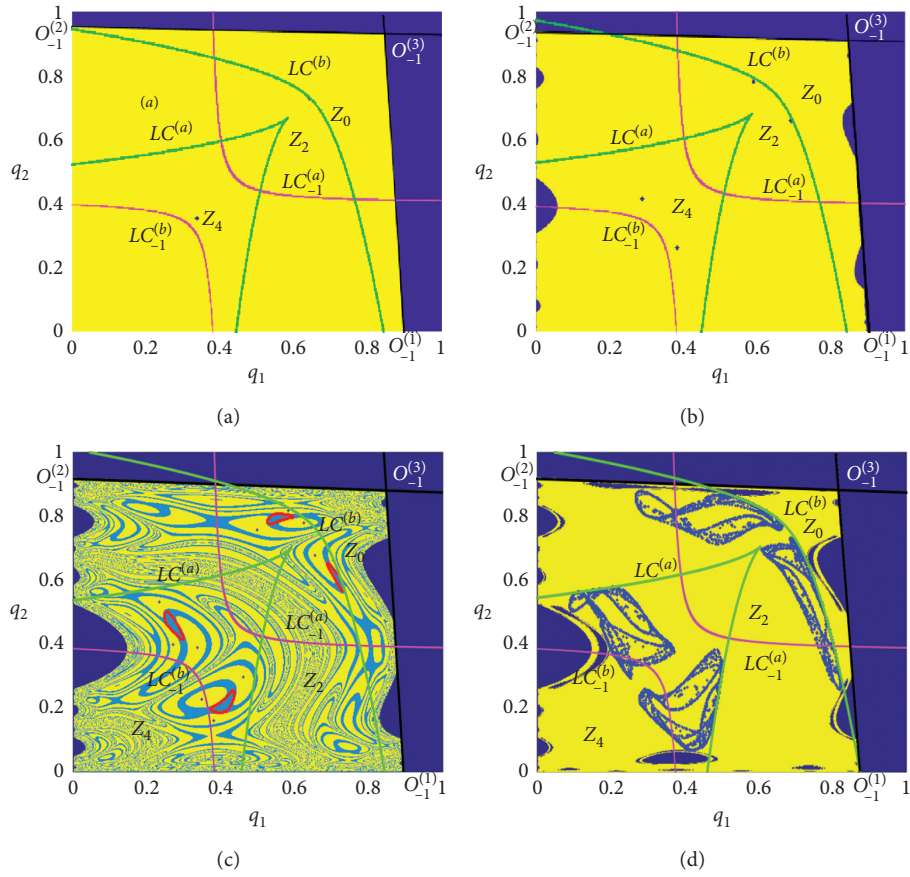 1
O_{-1}^{(2)}
O_{-1}^{(3)}
LC^{(b)}
0.8
(a)
Z_0
0.6
LC^{(a)}
Z_2
q_2
LC_{-1}^{(a)}
0.4
Z_4
LC_{-1}^{(b)}
0.2
0
O_{-1}^{(1)}
0 0.2 0.4 0.6 0.8 1
q_1
(a)
1
O_{-1}^{(2)}
O_{-1}^{(3)}
LC^{(b)}
0.8
Z_0
0.6
LC^{(a)}
Z_2
q_2
LC_{-1}^{(a)}
0.4
Z_4
LC_{-1}^{(b)}
0.2
0
O_{-1}^{(1)}
0 0.2 0.4 0.6 0.8 1
q_1
(b)
1
O_{-1}^{(2)}
O_{-1}^{(3)}
0.8
LC^{(b)}
Z_0
0.6
LC^{(a)}
q_2
LC_{-1}^{(a)}
0.4
LC_{-1}^{(b)}
Z_2
0.2
Z_4
0
O_{-1}^{(1)}
0 0.2 0.4 0.6 0.8 1
q_1
(c)
1
O_{-1}^{(2)}
O_{-1}^{(3)}
LC^{(b)}
0.8
Z_0
0.6
LC^{(a)}
Z_2
q_2
0.4
LC_{-1}^{(a)}
LC_{-1}^{(b)}
0.2
Z_4
0
O_{-1}^{(1)}
0 0.2 0.4 0.6 0.8 1
q_1
(d)